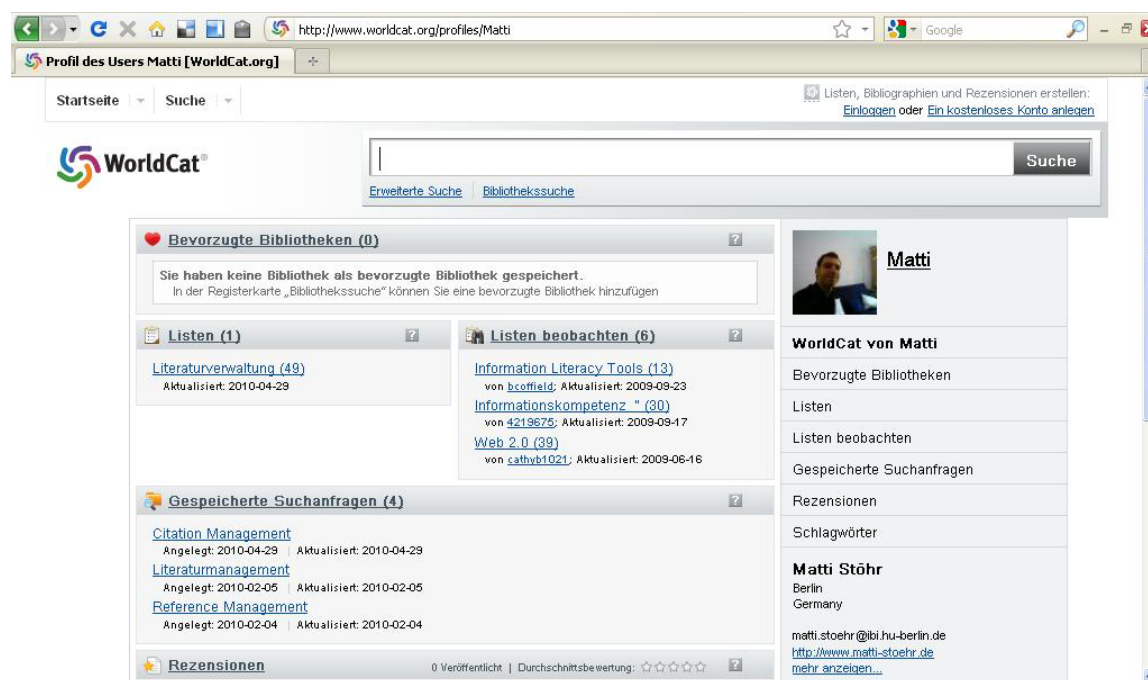 http://www.worldcat.org/profiles/Matti
Google
Profil des Users Matti [WorldCat.org]
Startseite
Suche
Listen, Bibliographien und Rezensionen erstellen:
Einloggen oder Ein kostenloses Konto anlegen
WorldCat®
Suche
Erweiterte Suche | Bibliothekssuche
Bevorzugte Bibliotheken (0)
?
Sie haben keine Bibliothek als bevorzugte Bibliothek gespeichert.
In der Registerkarte „Bibliothekssuche" können Sie eine bevorzugte Bibliothek hinzufügen
Listen (1)
?
Literaturverwaltung (49)
Aktualisiert: 2010-04-29
Listen beobachten (6)
?
Information Literacy Tools (13)
von bcoffield; Aktualisiert: 2009-09-23
Informationskompetenz " (30)
von 4219675; Aktualisiert: 2009-09-17
Web 2.0 (39)
von cathyb1021; Aktualisiert: 2009-06-16
Gespeicherte Suchanfragen (4)
?
Citation Management
Angelegt: 2010-04-29 | Aktualisiert: 2010-04-29
Literaturmanagement
Angelegt: 2010-02-05 | Aktualisiert: 2010-02-05
Reference Management
Angelegt: 2010-02-04 | Aktualisiert: 2010-02-04
Rezensionen
0 Veröffentlicht | Durchschnittsbewertung:
?
Matti
WorldCat von Matti
Bevorzugte Bibliotheken
Listen
Listen beobachten
Gespeicherte Suchanfragen
Rezensionen
Schlagwörter
Matti Stöhr
Berlin
Germany
matti.stoehr@ibi.hu-berlin.de
http://www.matti-stoehr.de
mehr anzeigen...